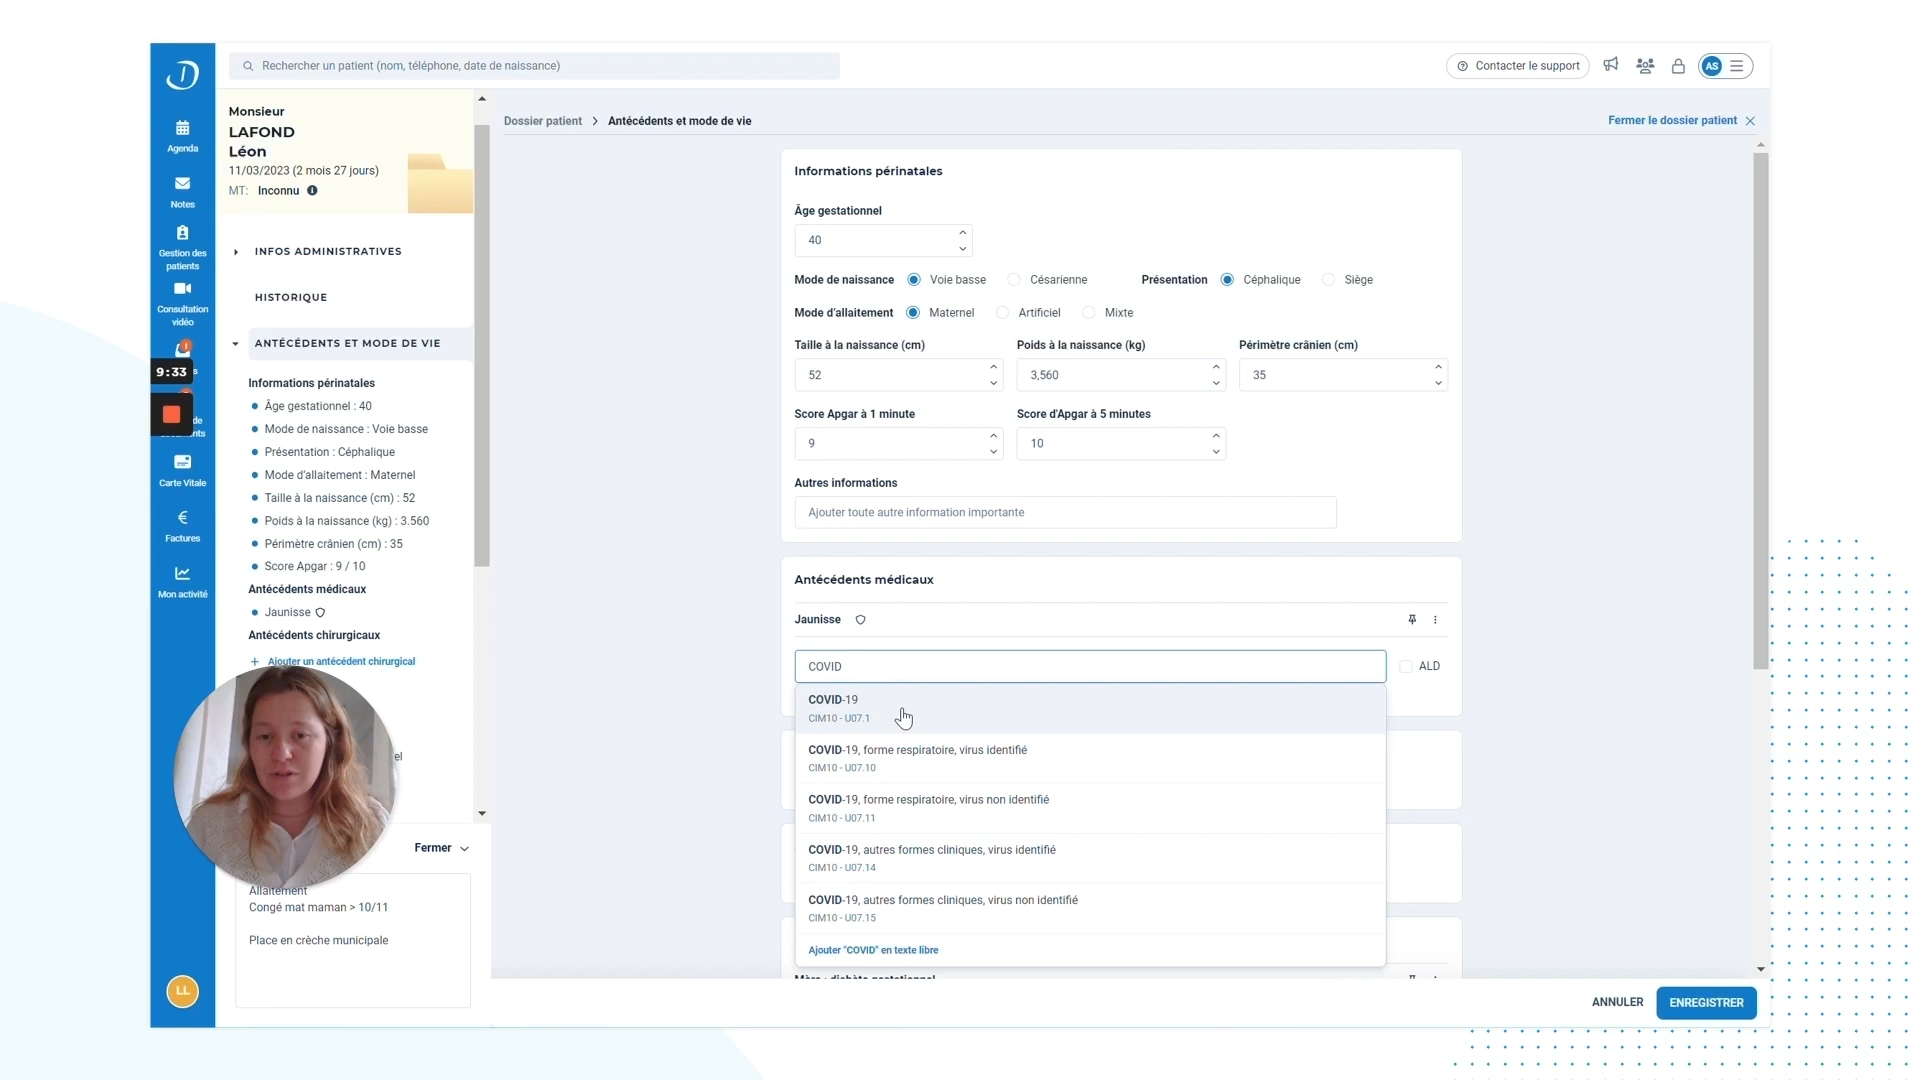 Rechercher un patient (nom, téléphone, date de naissance)
Contacter le support
AS
Agenda
Notes
Gestion des
patients
Consultation
vidéo
9:33
Carte Vitale
Factures
Mon activité
LL
Monsieur
LAFOND
Léon
11/03/2023 (2 mois 27 jours)
MT: Inconnu
INFOS ADMINISTRATIVES
HISTORIQUE
ANTÉCÉDENTS ET MODE DE VIE
Informations périnatales
Âge gestationnel : 40
Mode de naissance : Voie basse
Présentation : Céphalique
Mode d'allaitement : Maternel
Taille à la naissance (cm) : 52
Poids à la naissance (kg) : 3.560
Périmètre crânien (cm) : 35
Score Apgar : 9 / 10
Antécédents médicaux
Jaunisse
Antécédents chirurgicaux
+ Ajouter un antécédent chirurgical
Fermer
Allaitement
Congé mat maman > 10/11
Place en crèche municipale
Dossier patient > Antécédents et mode de vie
Fermer le dossier patient
Informations périnatales
Âge gestationnel
40
Mode de naissance Voie basse Césarienne Présentation Céphalique Siège
Mode d'allaitement Maternel Artificiel Mixte
Taille à la naissance (cm) Poids à la naissance (kg) Périmètre crânien (cm)
52 3,560 35
Score Apgar à 1 minute Score d'Apgar à 5 minutes
9 10
Autres informations
Ajouter toute autre information importante
Antécédents médicaux
Jaunisse
COVID ALD
COVID-19
CIM10 - U07.1
COVID-19, forme respiratoire, virus identifié
CIM10 - U07.10
COVID-19, forme respiratoire, virus non identifié
CIM10 - U07.11
COVID-19, autres formes cliniques, virus identifié
CIM10 - U07.14
COVID-19, autres formes cliniques, virus non identifié
CIM10 - U07.15
Ajouter "COVID" en texte libre
Mère : diabète gestationnel
ANNULER ENREGISTRER